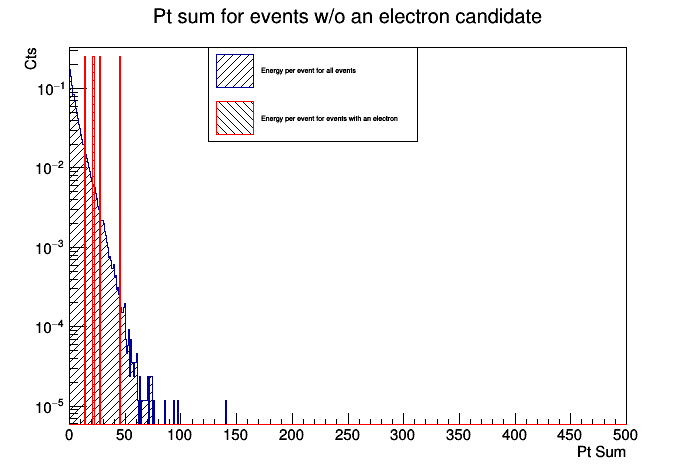 Pt sum for events w/o an electron candidate
Cts
Energy per event for all events
Energy per event for events with an electron
10⁻¹
10⁻²
10⁻³
10⁻⁴
10⁻⁵
0 50 100 150 200 250 300 350 400 450 500
Pt Sum